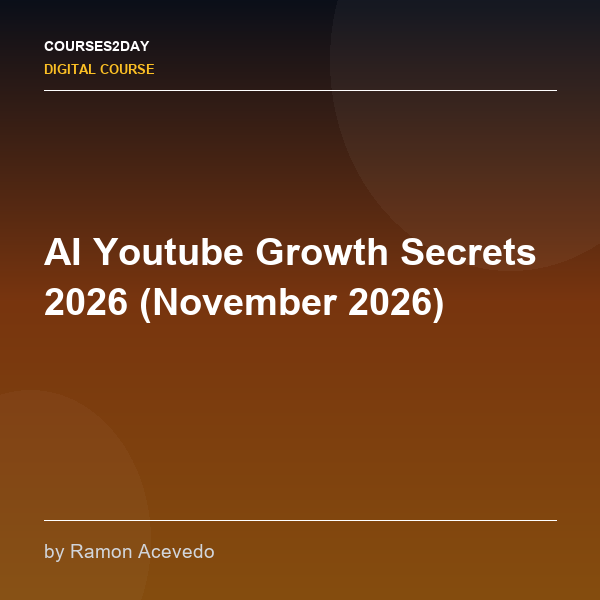 COURSES2DAY
DIGITAL COURSE
AI Youtube Growth Secrets
2026 (November 2026)
by Ramon Acevedo